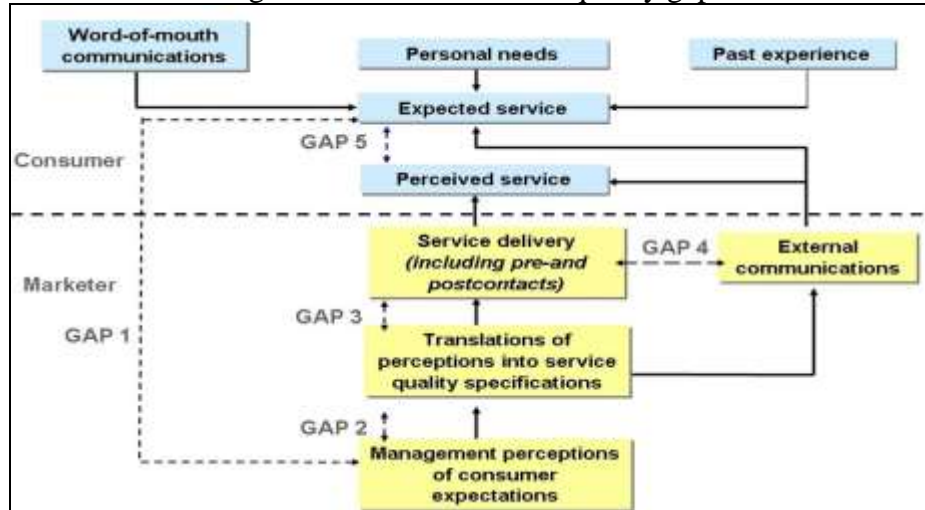 Word-of-mouth
communications
Personal needs
Past experience
Expected service
GAP 5
Consumer
Perceived service
Service delivery
(including pre-and
postcontacts)
GAP 4
External
communications
Marketer
GAP 3
GAP 1
Translations of
perceptions into service
quality specifications
GAP 2
Management perceptions
of consumer
expectations